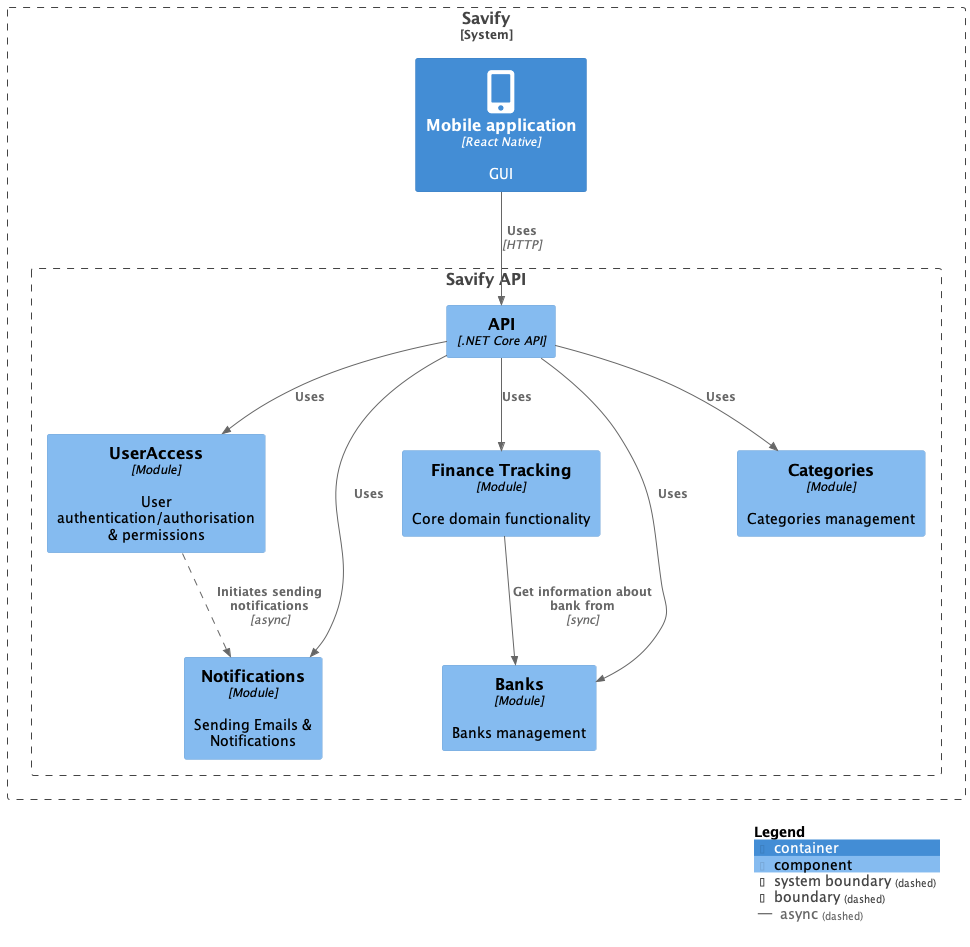 Savify
[System]
Mobile application
[React Native]
GUI
Uses
[HTTP]
Savify API
API
[.NET Core API]
Uses
Uses
Uses
UserAccess
[Module]
User
authentication/authorisation
& permissions
Finance Tracking
[Module]
Core domain functionality
Categories
[Module]
Categories management
Uses
Uses
Initiates sending
notifications
[async]
Get information about
bank from
[sync]
Notifications
[Module]
Sending Emails &
Notifications
Banks
[Module]
Banks management
Legend
container
component
system boundary (dashed)
boundary (dashed)
async (dashed)